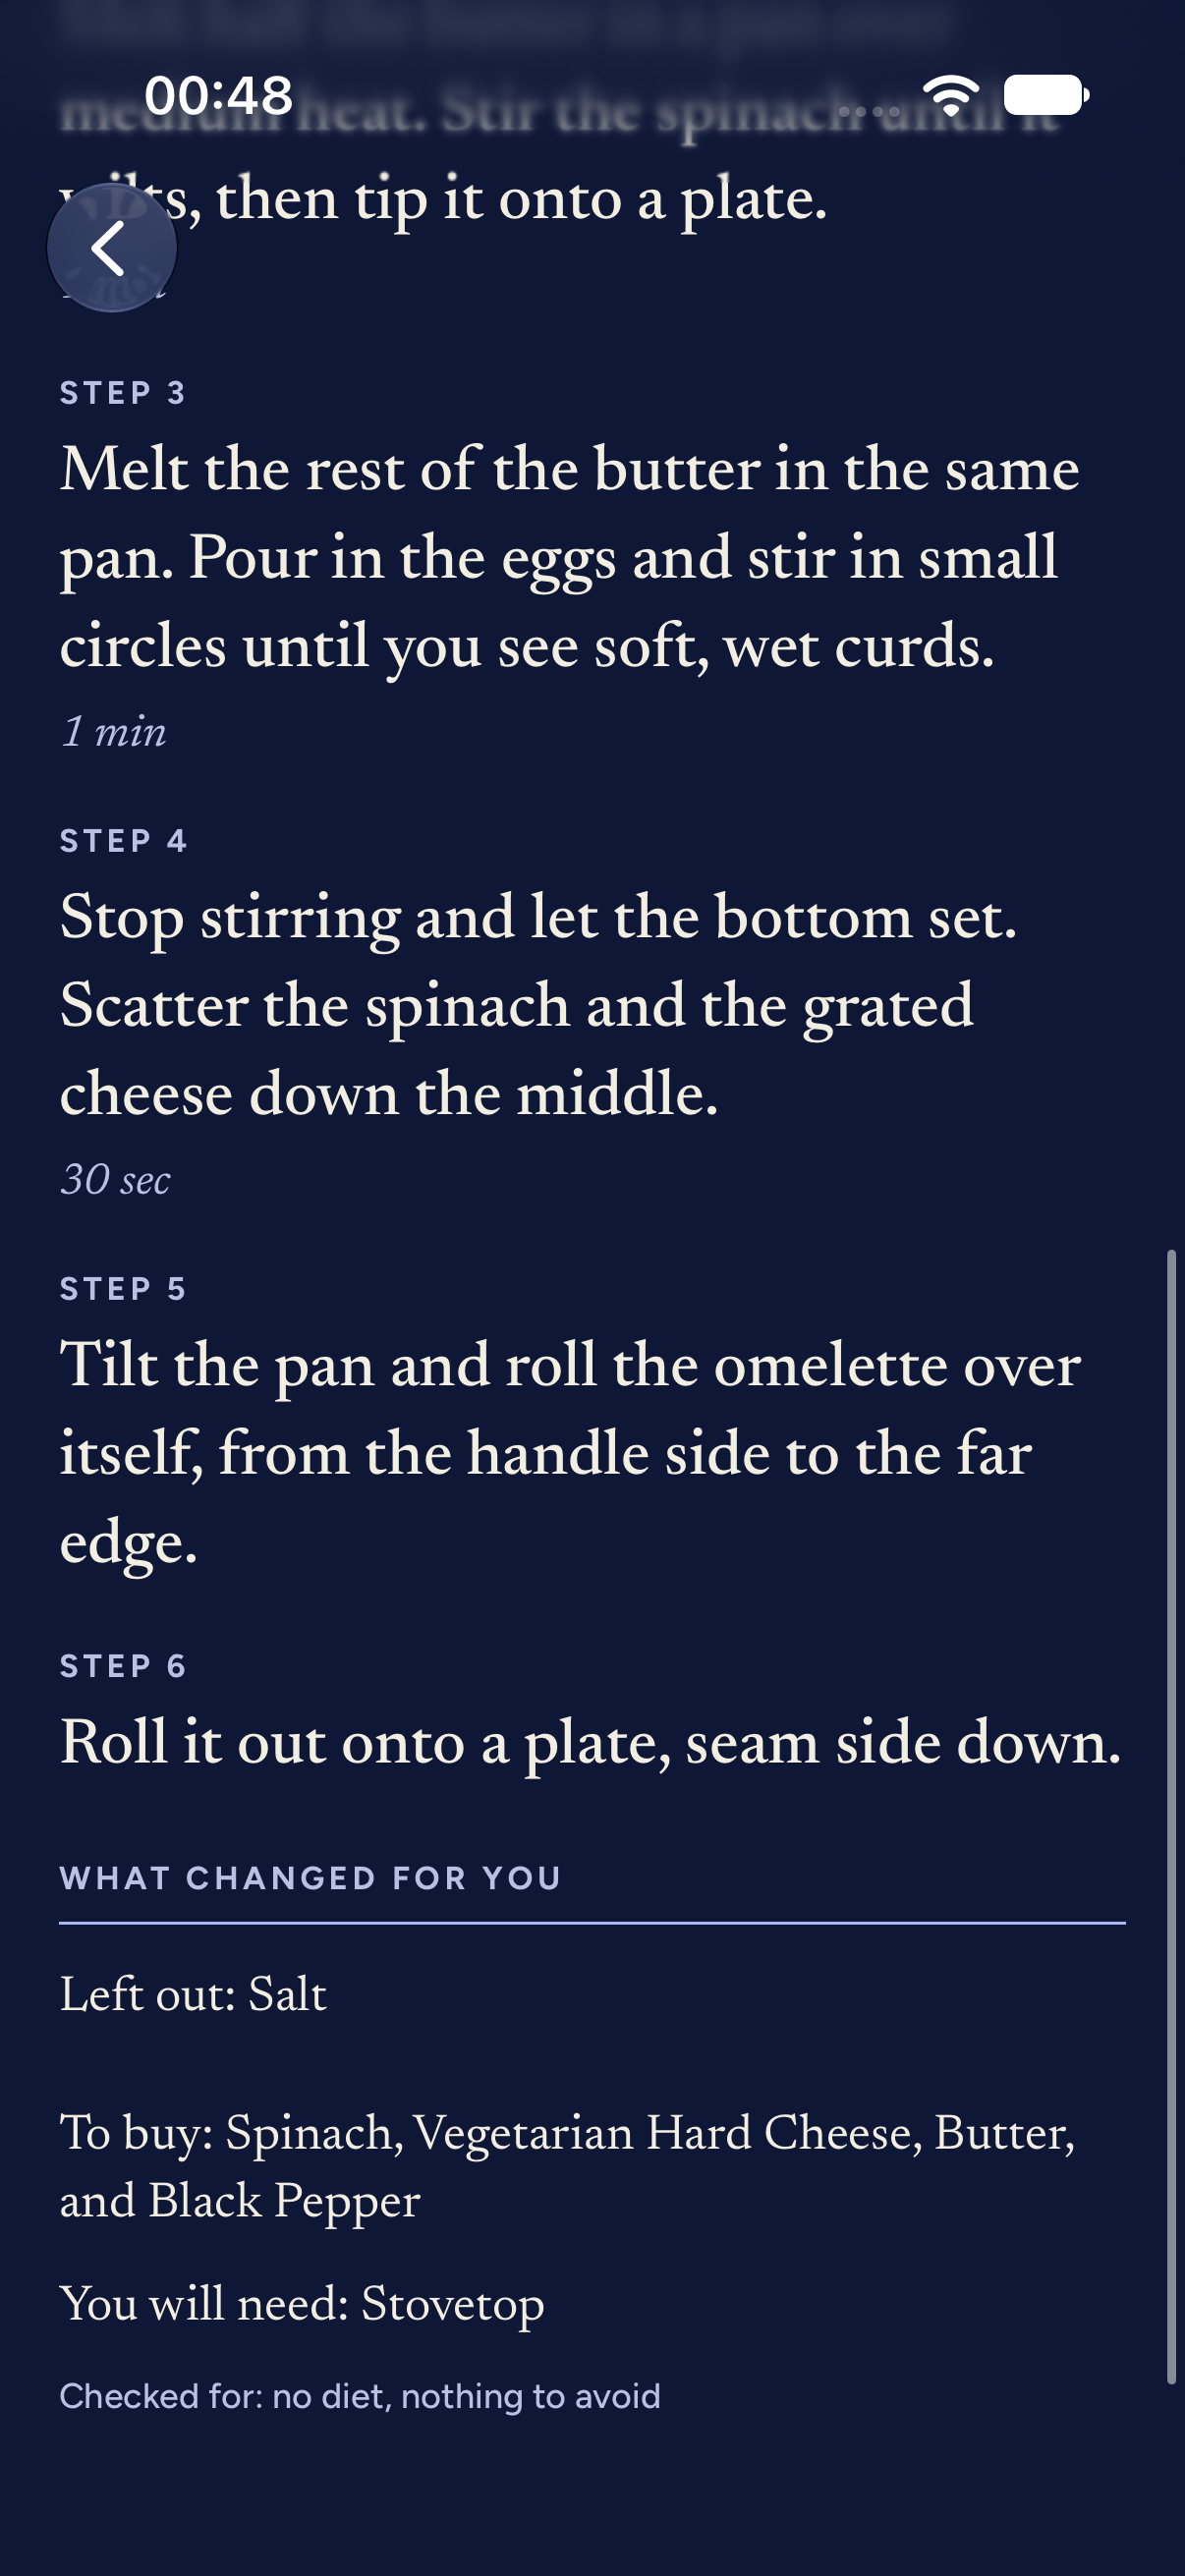 00:48
medium heat. Stir the spinach until it
wilts, then tip it onto a plate.
STEP 3
Melt the rest of the butter in the same
pan. Pour in the eggs and stir in small
circles until you see soft, wet curds.
1 min
STEP 4
Stop stirring and let the bottom set.
Scatter the spinach and the grated
cheese down the middle.
30 sec
STEP 5
Tilt the pan and roll the omelette over
itself, from the handle side to the far
edge.
STEP 6
Roll it out onto a plate, seam side down.
WHAT CHANGED FOR YOU
Left out: Salt
To buy: Spinach, Vegetarian Hard Cheese, Butter,
and Black Pepper
You will need: Stovetop
Checked for: no diet, nothing to avoid